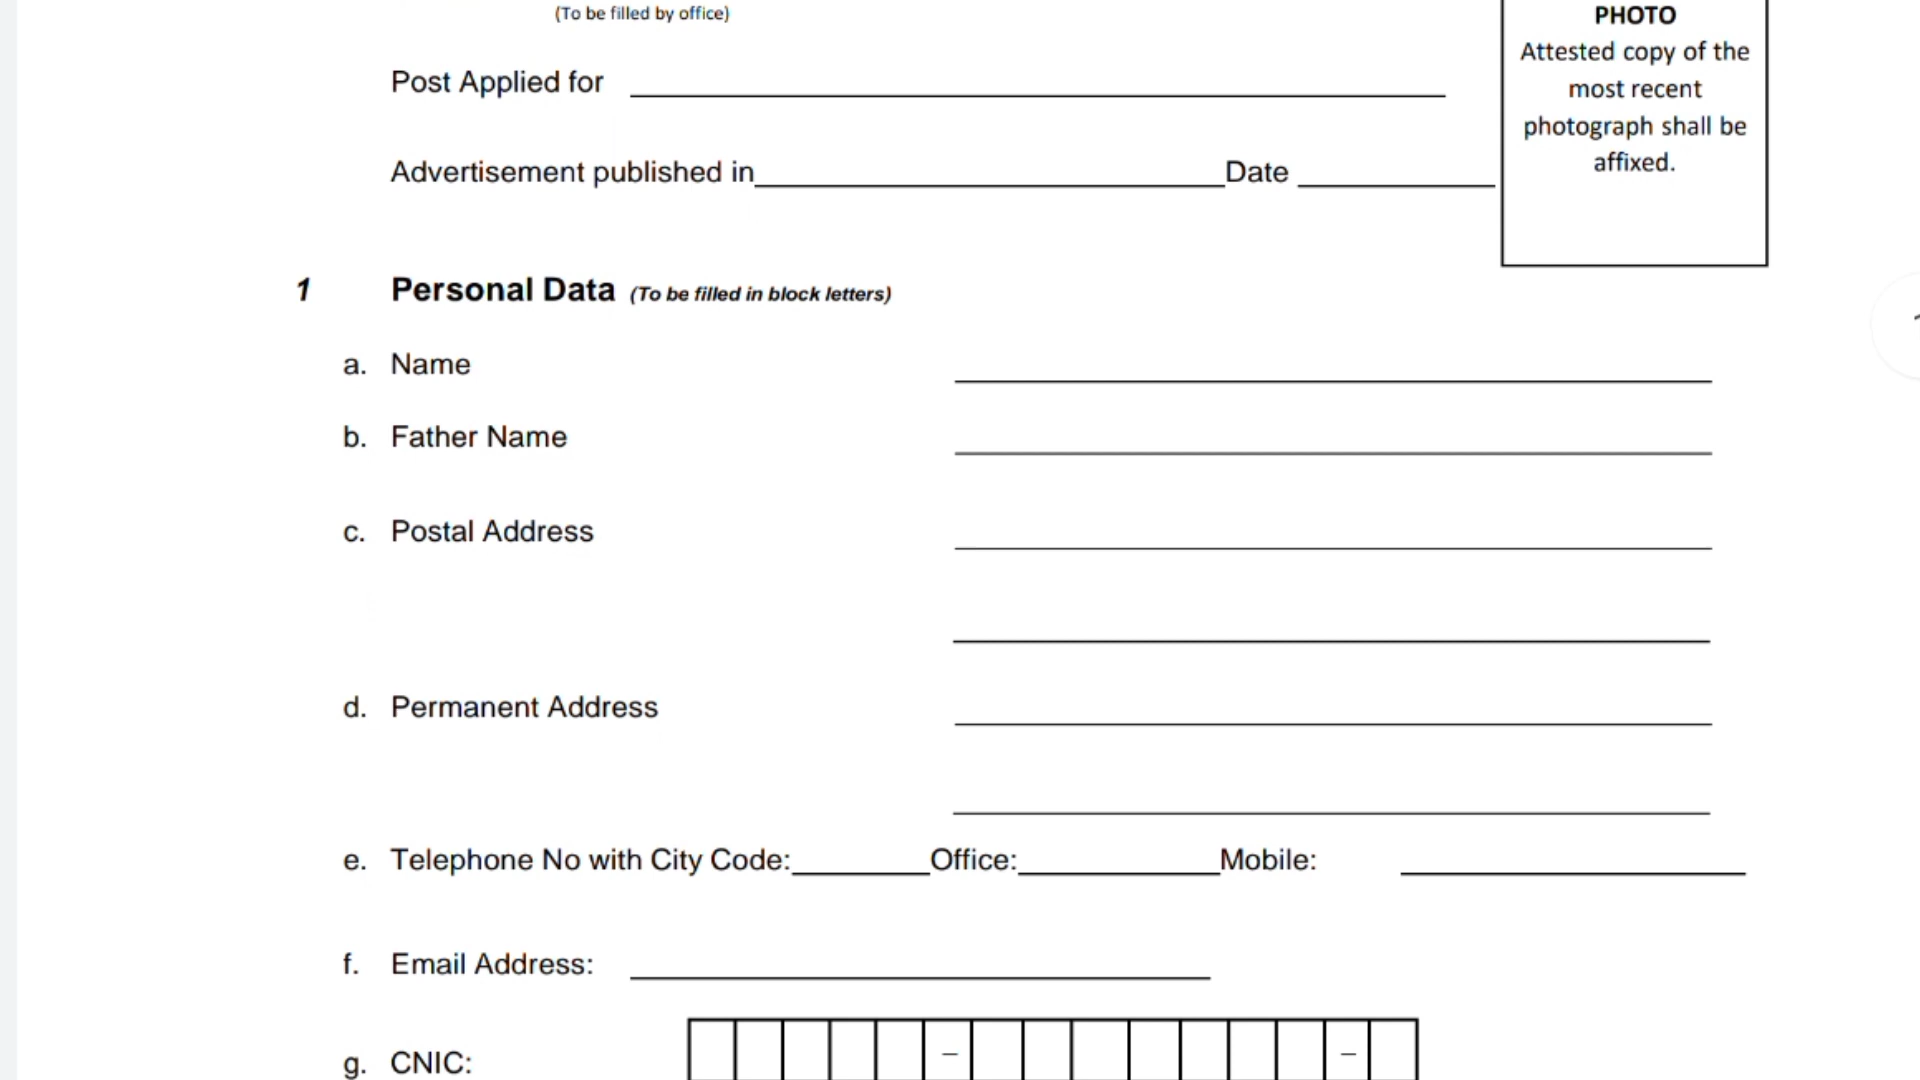 (To be filled by office)
PHOTO
Attested copy of the
most recent
photograph shall be
affixed.
Post Applied for
Advertisement published in Date
1 Personal Data (To be filled in block letters)
a. Name
b. Father Name
c. Postal Address
d. Permanent Address
e. Telephone No with City Code: Office: Mobile:
f. Email Address:
g. CNIC: – –